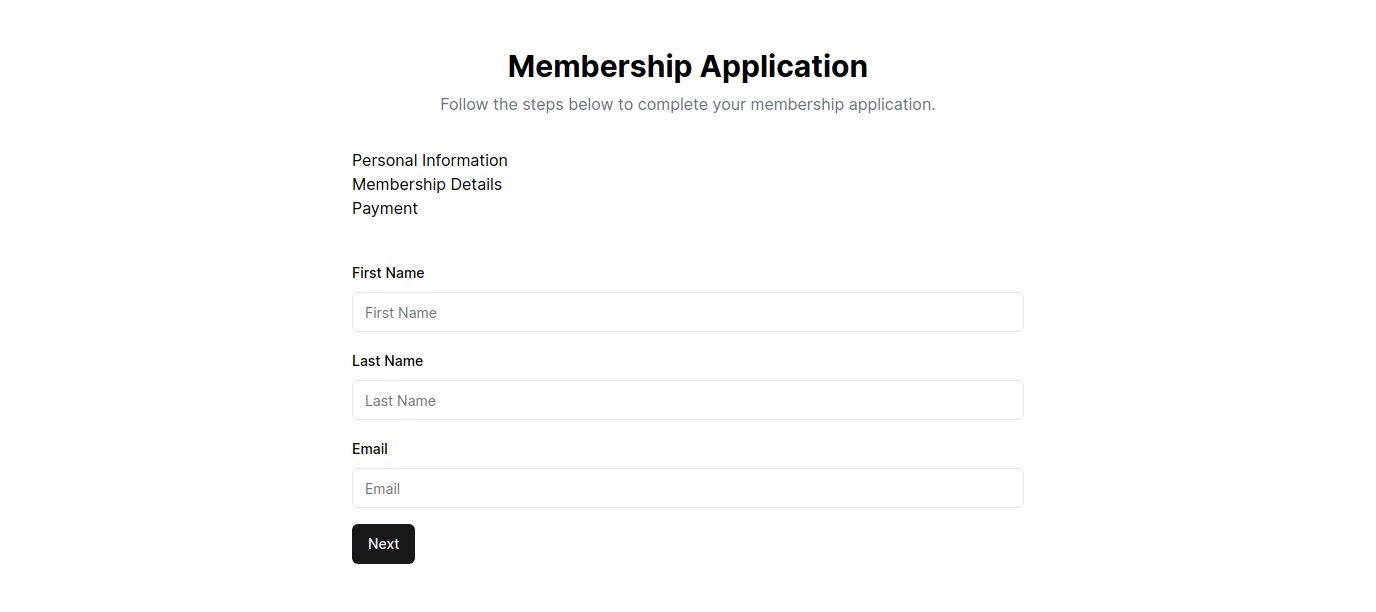 Membership Application
Follow the steps below to complete your membership application.
Personal Information
Membership Details
Payment
First Name
First Name
Last Name
Last Name
Email
Email
Next